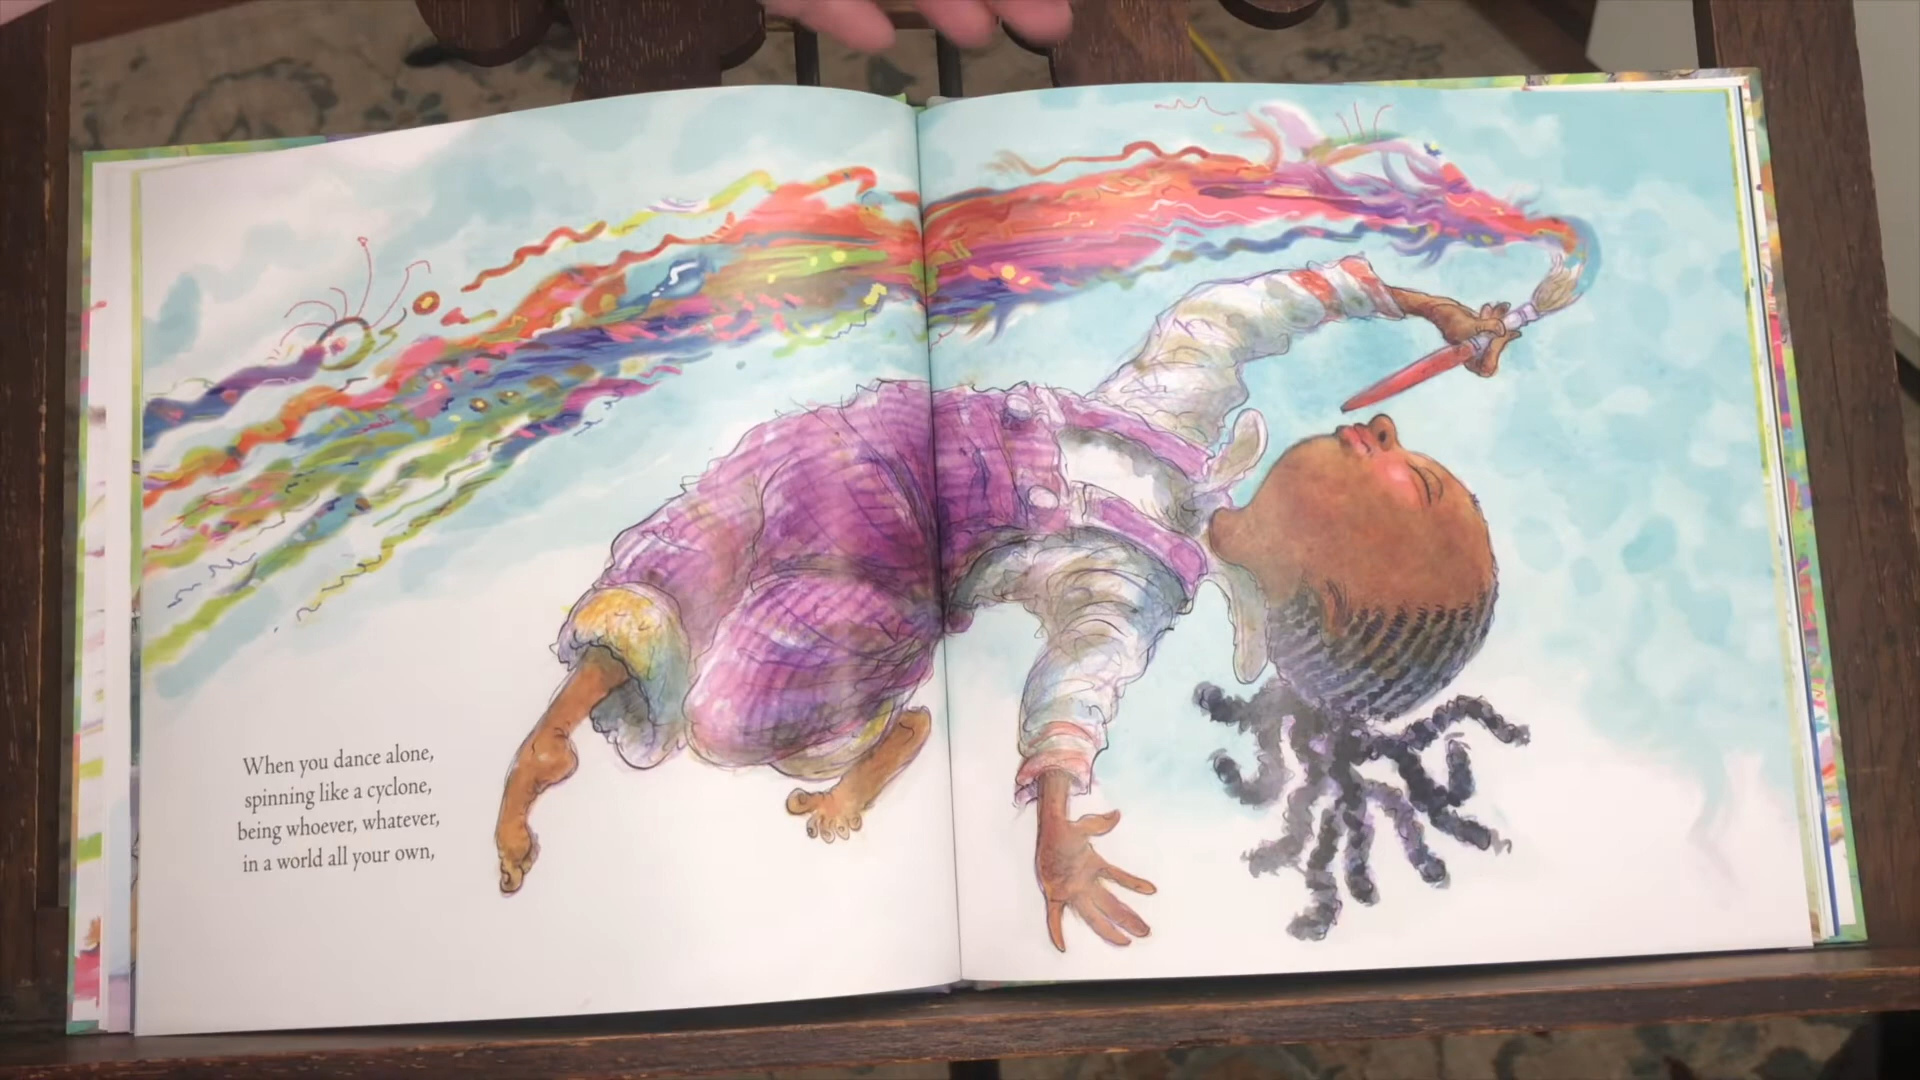 When you dance alone,
spinning like a cyclone,
being whoever, whatever,
in a world all your own,